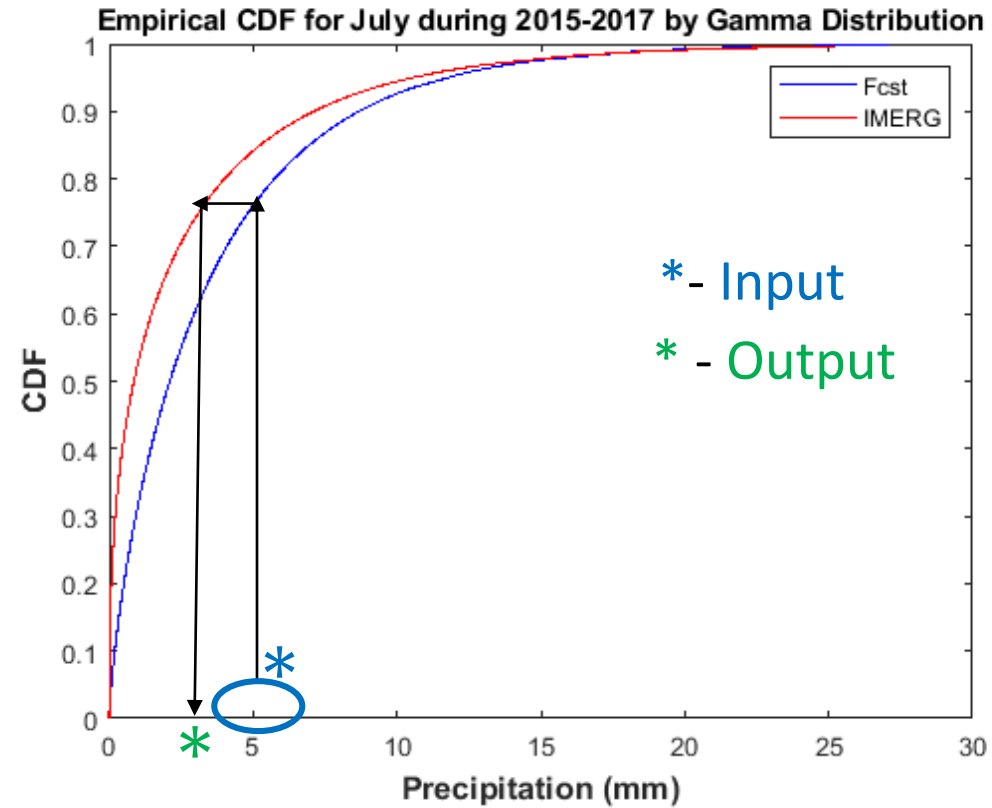 Empirical CDF for July during 2015-2017 by Gamma Distribution
1
Fcst
IMERG
0.9
0.8
0.7
*- Input
0.6
* - Output
0.5
CDF
0.4
0.3
0.2
0.1
*
0
*
0 5 10 15 20 25 30
Precipitation (mm)